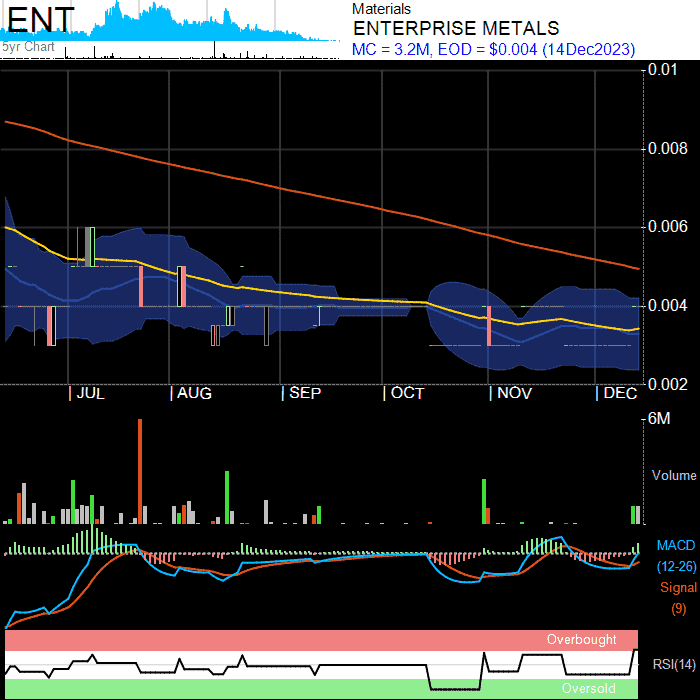 ENT
5yr Chart
Materials
ENTERPRISE METALS
MC = 3.2M, EOD = $0.004 (14Dec2023)
0.01
0.008
0.006
0.004
0.002
JUL
AUG
SEP
OCT
NOV
DEC
6M
Volume
MACD
(12-26)
Signal
(9)
Overbought
RSI(14)
Oversold